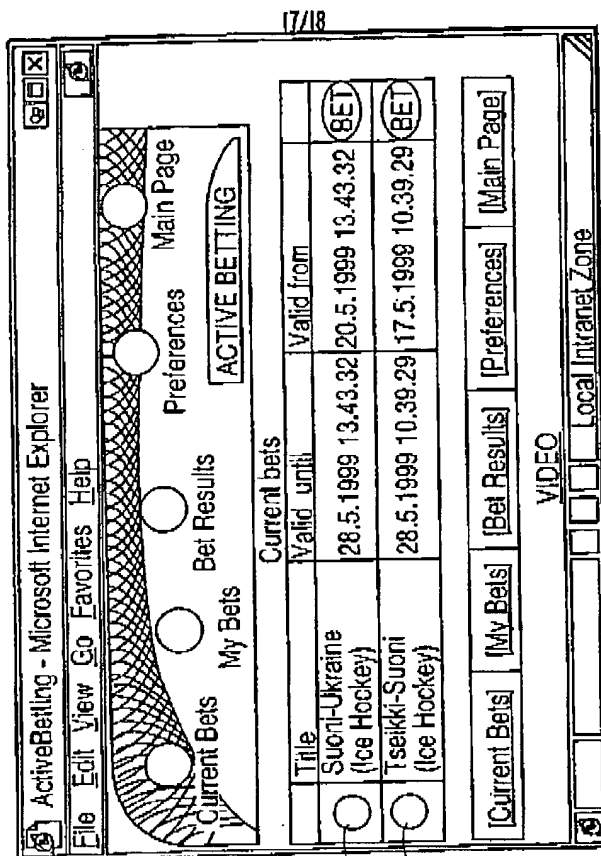 17/18
ActiveBetting - Microsoft Internet Explorer
File Edit View Go Favorites Help
Current Bets My Bets Bet Results Preferences Main Page
ACTIVE BETTING
Current bets
Title Valid until Valid from
Suoni-Ukraine 28.5.1999 13.43.32 20.5.1999 13.43.32 BET
(Ice Hockey)
Tseikki-Suoni 28.5.1999 10.39.29 17.5.1999 10.39.29 BET
(Ice Hockey)
[Current Bets] [My Bets] [Bet Results] [Preferences] [Main Page]
VIDEO
Local Intranet Zone